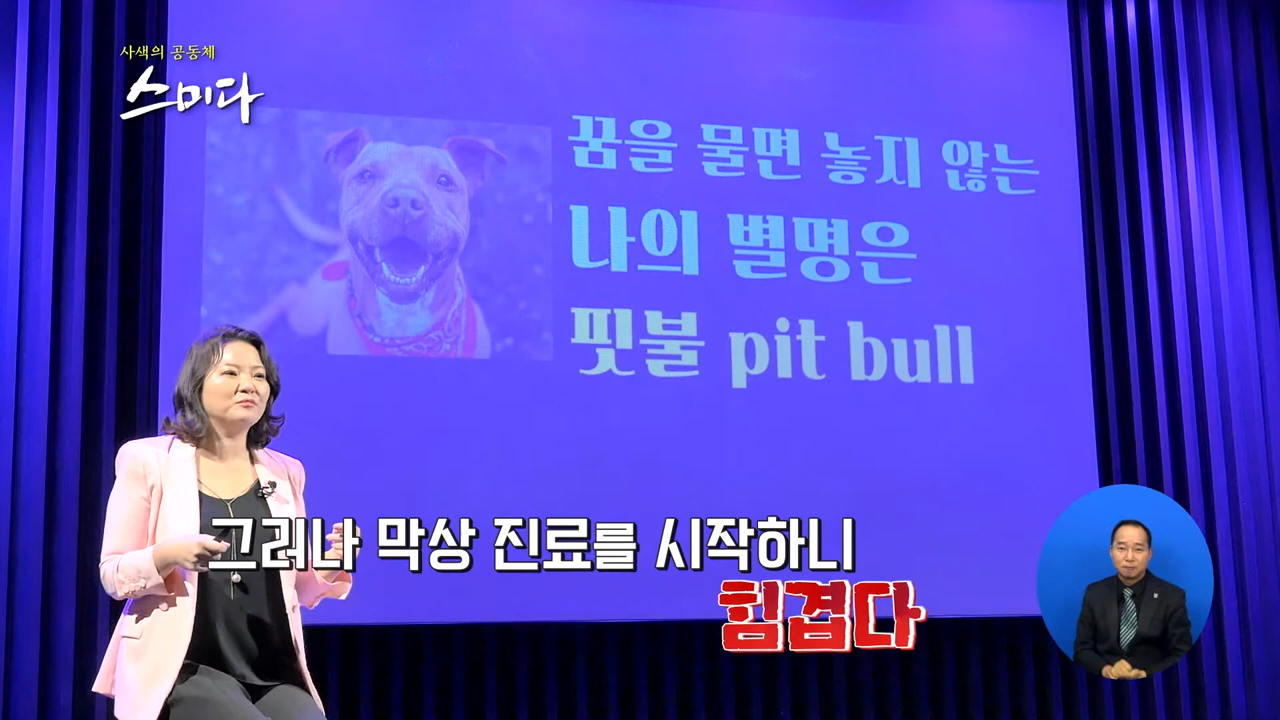 사색의 공동체
스미다
꿈을 물면 놓지 않는
나의 별명은
핏불 pit bull
그러나 막상 진료를 시작하니
힘겹다